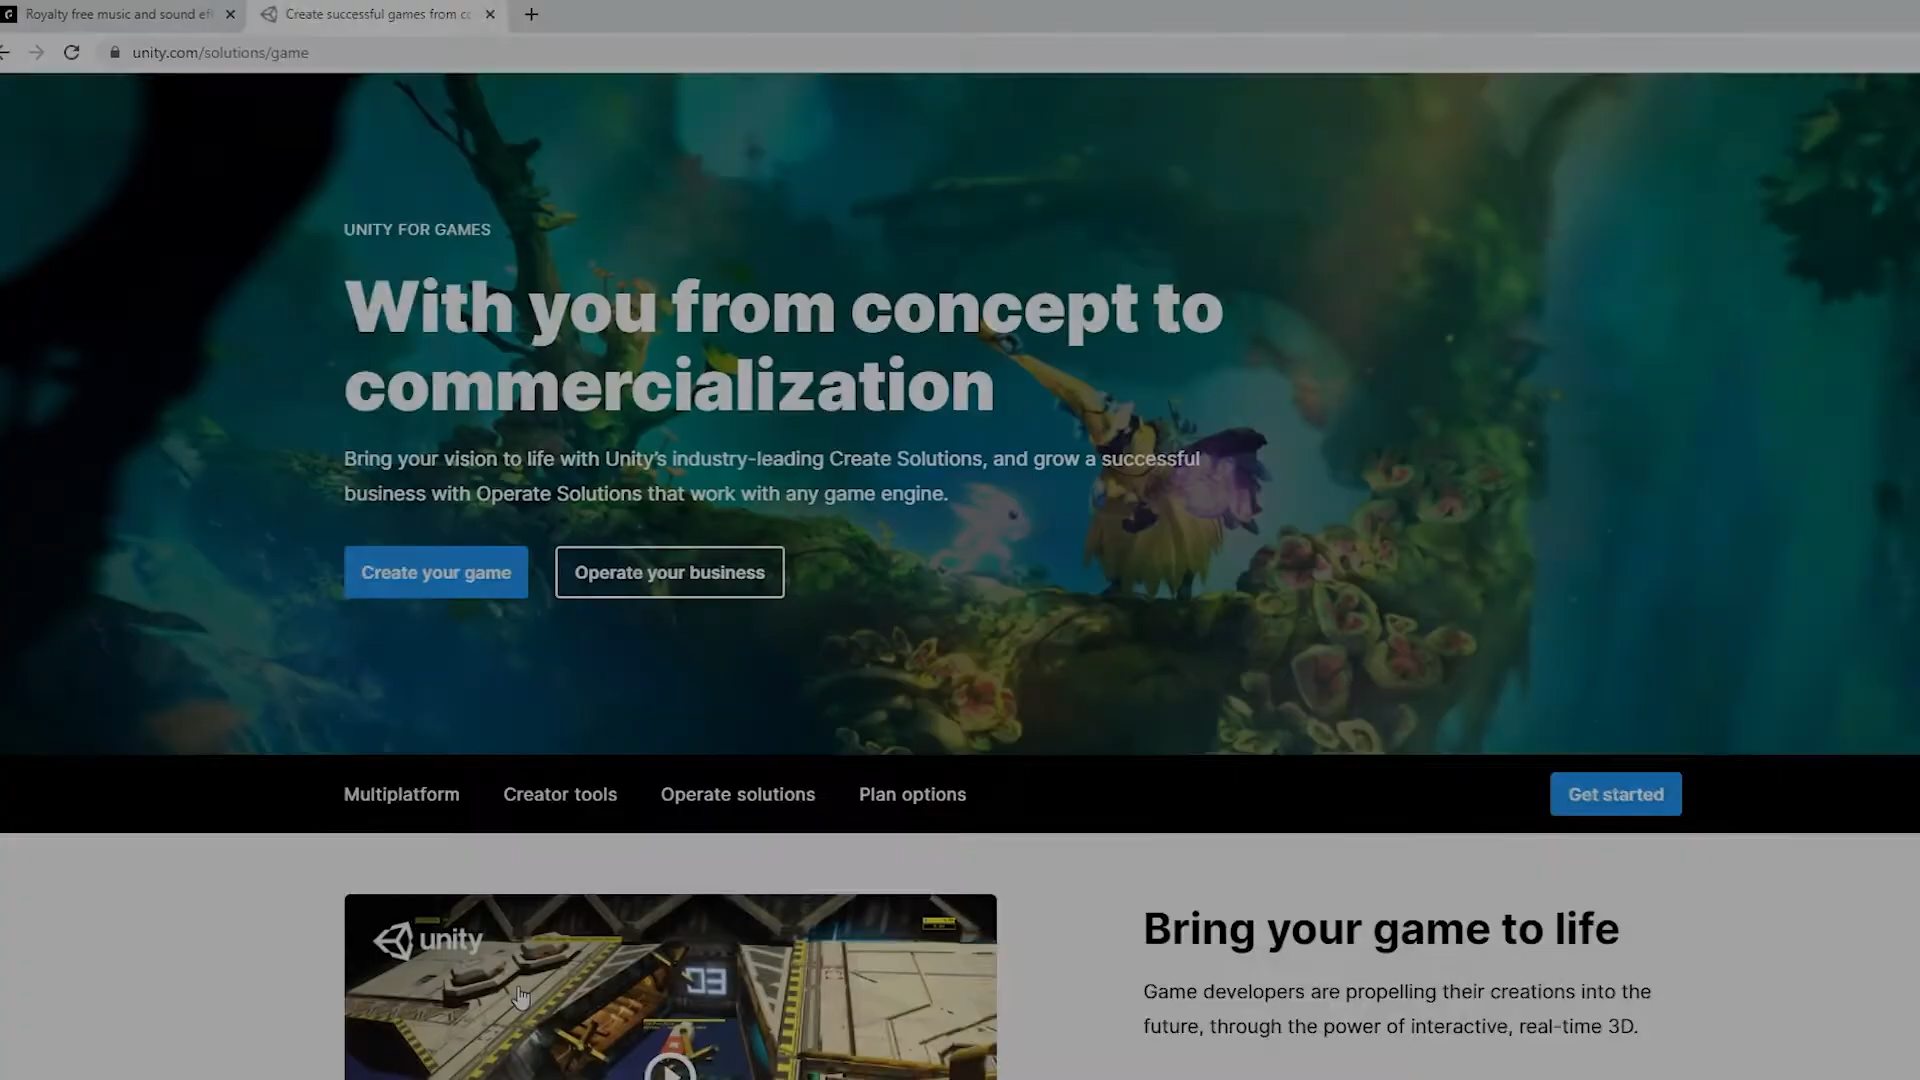 Royalty free music and sound ef
Create successful games from cc
unity.com/solutions/game
UNITY FOR GAMES
With you from concept to
commercialization
Bring your vision to life with Unity's industry-leading Create Solutions, and grow a successful
business with Operate Solutions that work with any game engine.
Create your game
Operate your business
Multiplatform
Creator tools
Operate solutions
Plan options
Get started
unity
03
Bring your game to life
Game developers are propelling their creations into the
future, through the power of interactive, real-time 3D.